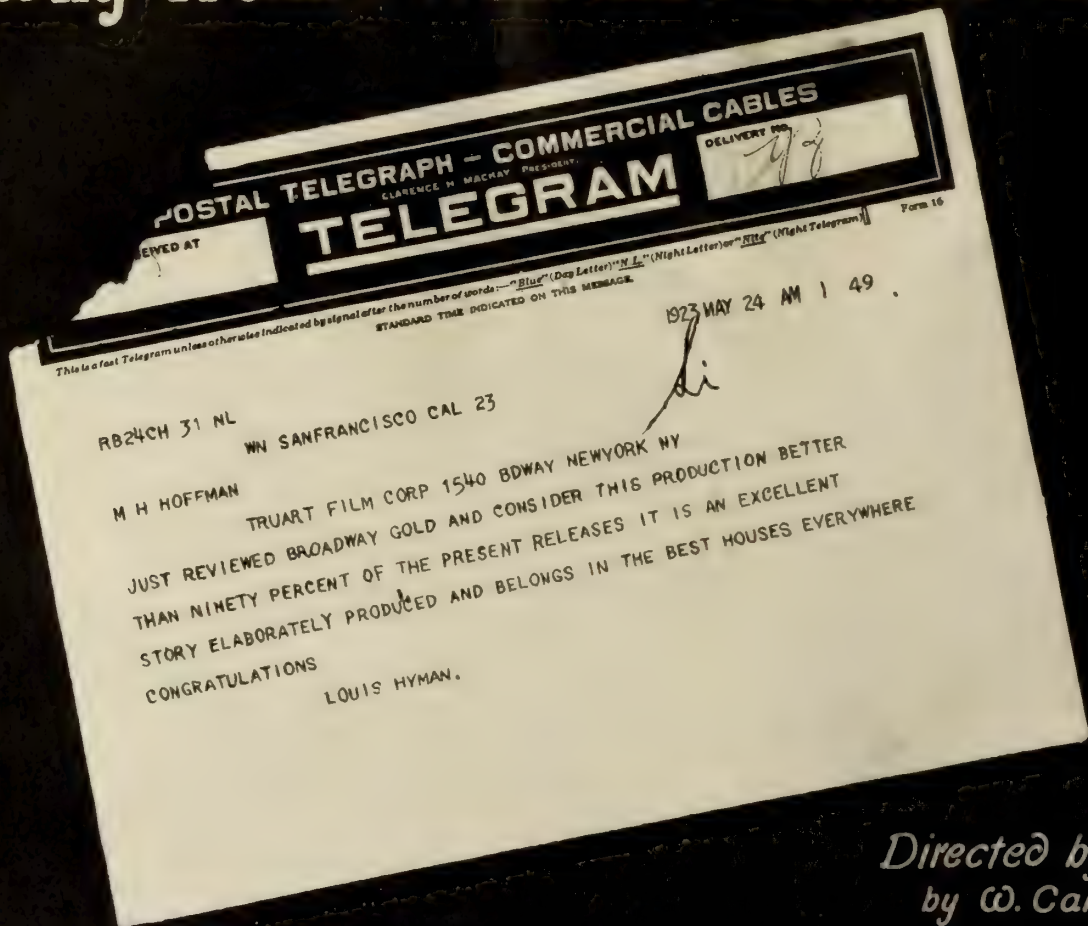 POSTAL TELEGRAPH - COMMERCIAL CABLES
CLARENCE H. MACKAY PRESIDENT.
TELEGRAM
DELIVERY NO.
EIVED AT
Form 16
This is a fast Telegram unless otherwise indicated by signal after the number of words:—"Blue" (Day Letter) "N.L." (Night Letter) or "Nite" (Night Telegram)
STANDARD TIME INDICATED ON THIS MESSAGE.
1923 MAY 24 AM 1 49
RB24CH 31 NL
WN SANFRANCISCO CAL 23
M H HOFFMAN
TRUART FILM CORP 1540 BDWAY NEWYORK NY
JUST REVIEWED BROADWAY GOLD AND CONSIDER THIS PRODUCTION BETTER
THAN NINETY PERCENT OF THE PRESENT RELEASES IT IS AN EXCELLENT
STORY ELABORATELY PRODUCED AND BELONGS IN THE BEST HOUSES EVERYWHERE
CONGRATULATIONS
LOUIS HYMAN.
Directed b
by W. Ca